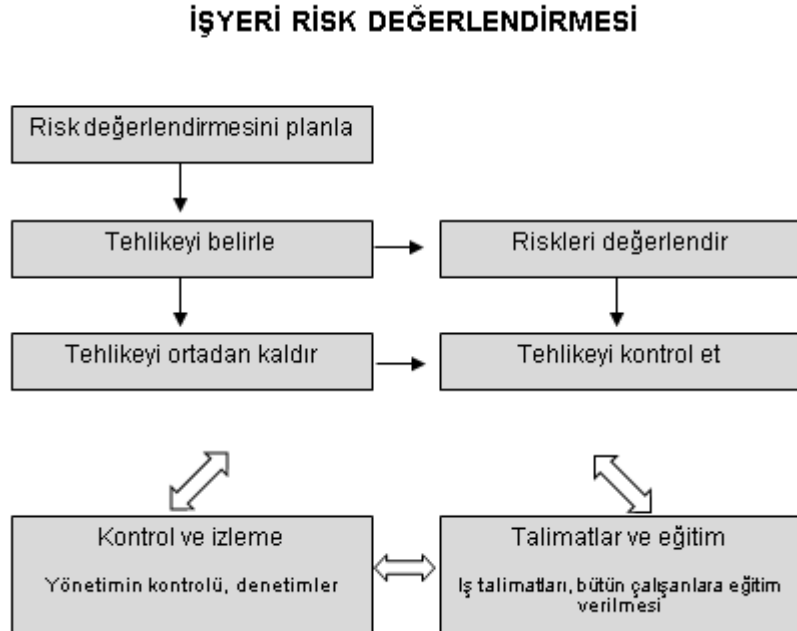 İŞYERİ RİSK DEĞERLENDİRMESİ
Risk değerlendirmesini planla
Tehlikeyi belirle
Riskleri değerlendir
Tehlikeyi ortadan kaldır
Tehlikeyi kontrol et
Kontrol ve izleme
Yönetimin kontrolü, denetimler
Talimatlar ve eğitim
Iş talimatları, bütün çalışanlara eğitim
verilmesi